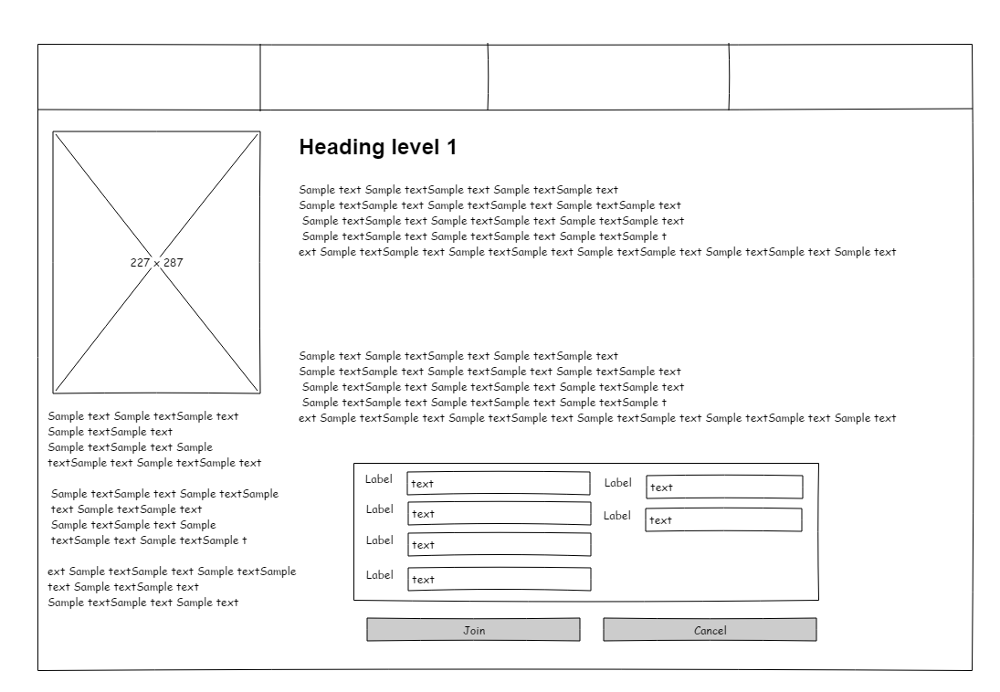 Heading level 1
Sample text Sample textSample text Sample textSample text
Sample textSample text Sample textSample text Sample textSample text
Sample textSample text Sample textSample text Sample textSample text
Sample textSample text Sample textSample text Sample textSample t
ext Sample textSample text Sample textSample text Sample textSample text Sample textSample text Sample text
227 x 287
Sample text Sample textSample text Sample textSample text
Sample textSample text Sample textSample text Sample textSample text
Sample textSample text Sample textSample text Sample textSample text
Sample textSample text Sample textSample text Sample textSample t
ext Sample textSample text Sample textSample text Sample textSample text Sample textSample text Sample text
Sample text Sample textSample text
Sample textSample text
Sample textSample text Sample
textSample text Sample textSample text
Sample textSample text Sample textSample
text Sample textSample text
Sample textSample text Sample
textSample text Sample textSample t
ext Sample textSample text Sample textSample
text Sample textSample text
Sample textSample text Sample text
Label text
Label text
Label text
Label text
Label text
Label text
Join
Cancel